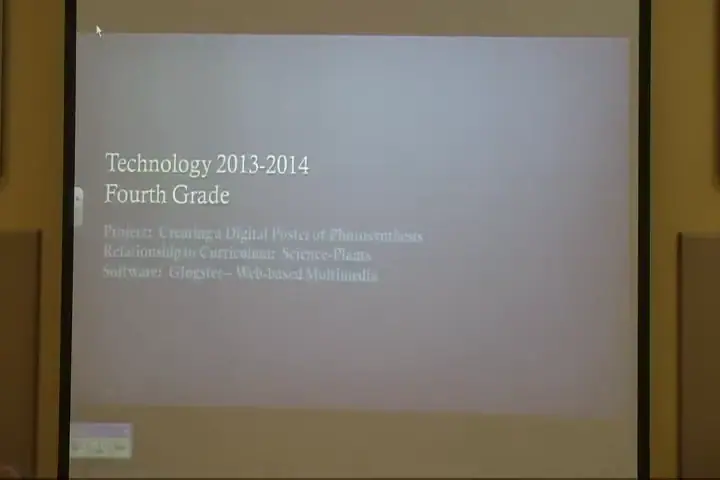 Technology 2013-2014
Fourth Grade
Project: Creating a Digital Poster of Photosynthesis
Relationship to Curriculum: Science-Plants
Software: Glogster– Web-based Multimedia